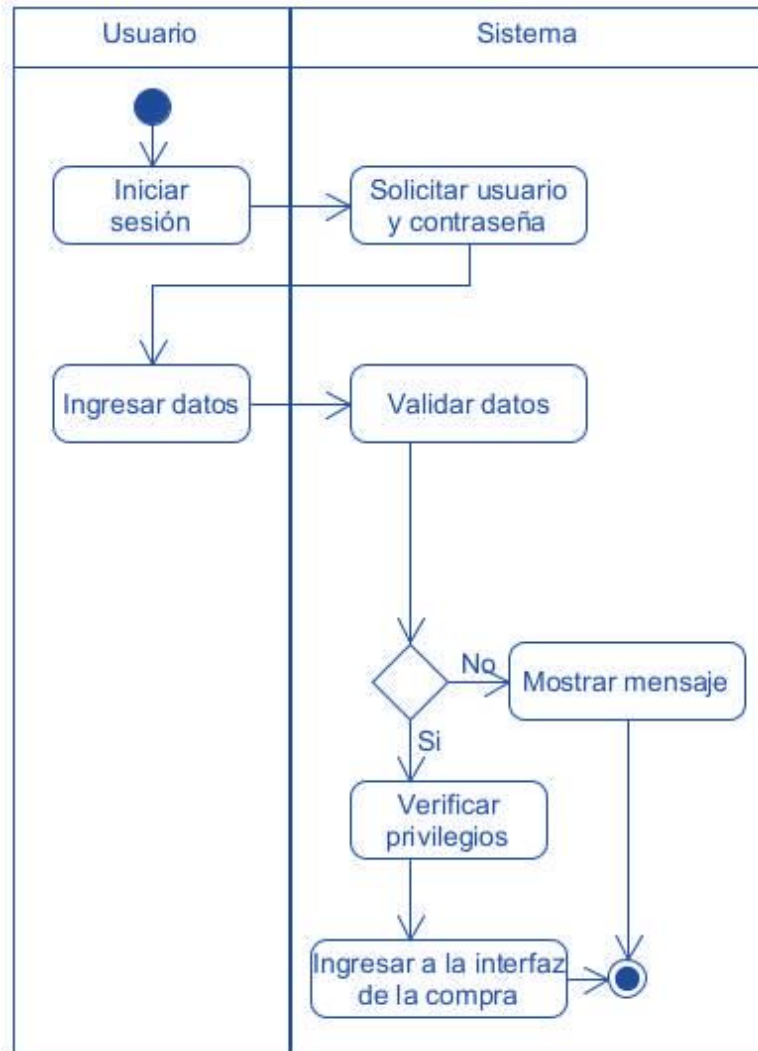 Usuario
Sistema
Iniciar
sesión
Solicitar usuario
y contraseña
Ingresar datos
Validar datos
No
Mostrar mensaje
Si
Verificar
privilegios
Ingresar a la interfaz
de la compra